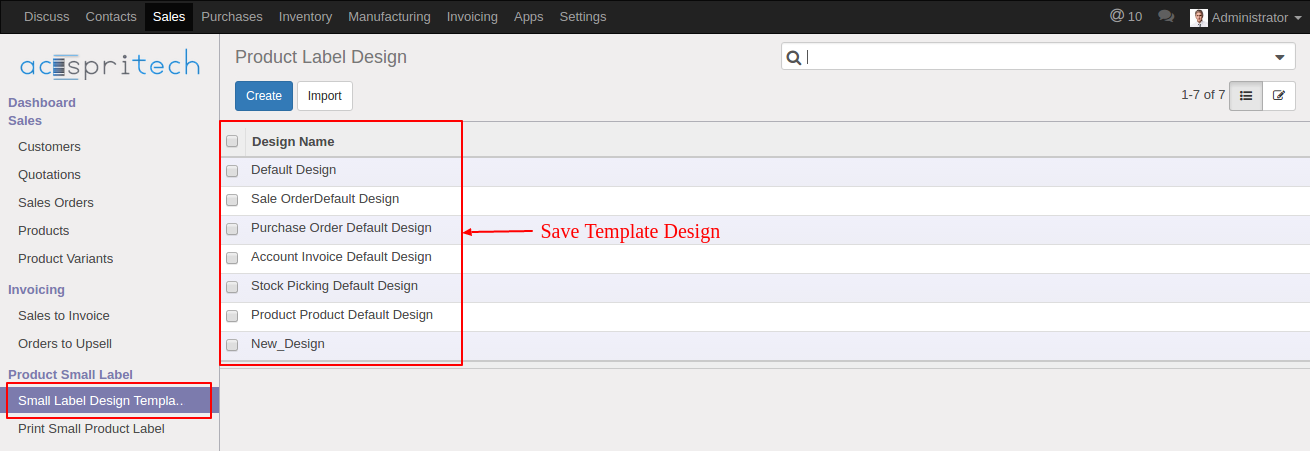 Discuss Contacts Sales Purchases Inventory Manufacturing Invoicing Apps Settings @ 10 Administrator
acespritech
Product Label Design
Create Import
1-7 of 7
Dashboard
Sales
Customers
Quotations
Sales Orders
Products
Product Variants
Invoicing
Sales to Invoice
Orders to Upsell
Product Small Label
Small Label Design Templa..
Print Small Product Label
Design Name
Default Design
Sale OrderDefault Design
Purchase Order Default Design
Account Invoice Default Design
Stock Picking Default Design
Product Product Default Design
New_Design
Save Template Design